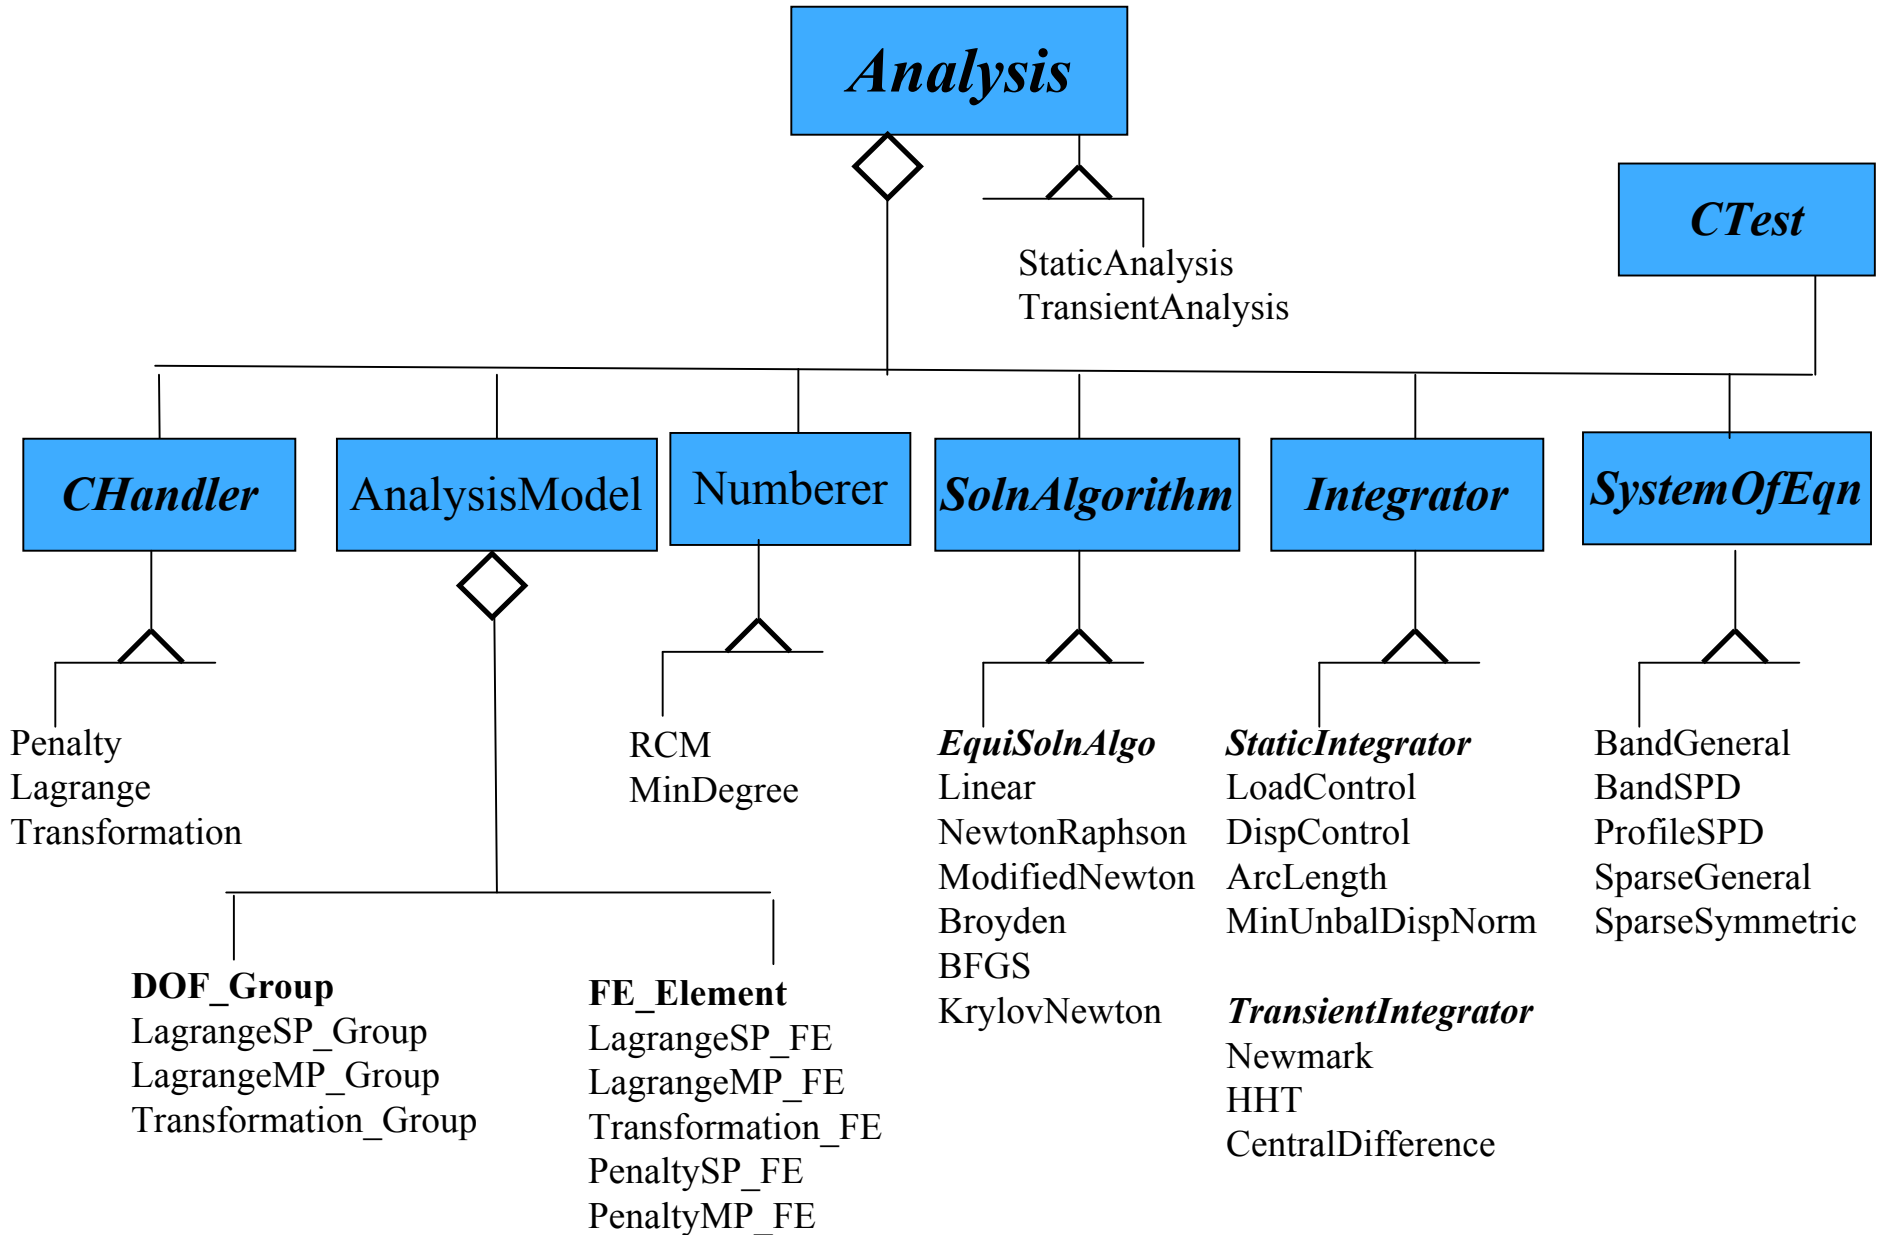 Analysis
CTest
StaticAnalysis
TransientAnalysis
CHandler
AnalysisModel
Numberer
SolnAlgorithm
Integrator
SystemOfEqn
Penalty
Lagrange
Transformation
RCM
MinDegree
EquiSolnAlgo
Linear
NewtonRaphson
ModifiedNewton
Broyden
BFGS
KrylovNewton
StaticIntegrator
LoadControl
DispControl
ArcLength
MinUnbalDispNorm
TransientIntegrator
Newmark
HHT
CentralDifference
BandGeneral
BandSPD
ProfileSPD
SparseGeneral
SparseSymmetric
DOF_Group
LagrangeSP_Group
LagrangeMP_Group
Transformation_Group
FE_Element
LagrangeSP_FE
LagrangeMP_FE
Transformation_FE
PenaltySP_FE
PenaltyMP_FE